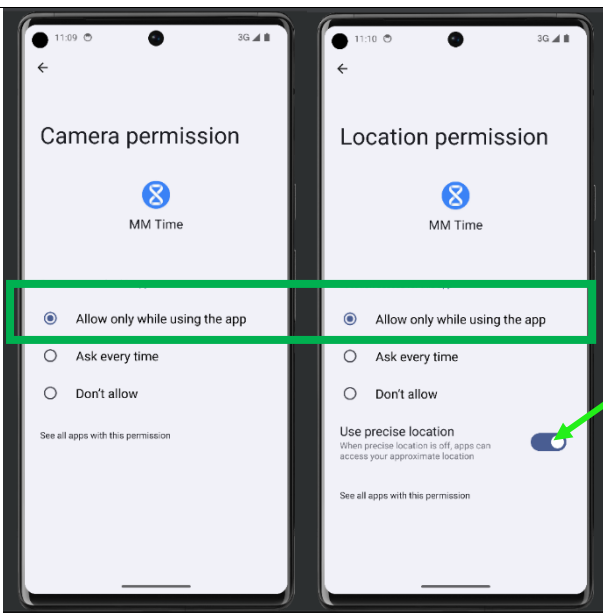 11:09
3G
Camera permission
MM Time
Allow only while using the app
Ask every time
Don't allow
See all apps with this permission
11:10
3G
Location permission
MM Time
Allow only while using the app
Ask every time
Don't allow
Use precise location
When precise location is off, apps can
access your approximate location
See all apps with this permission